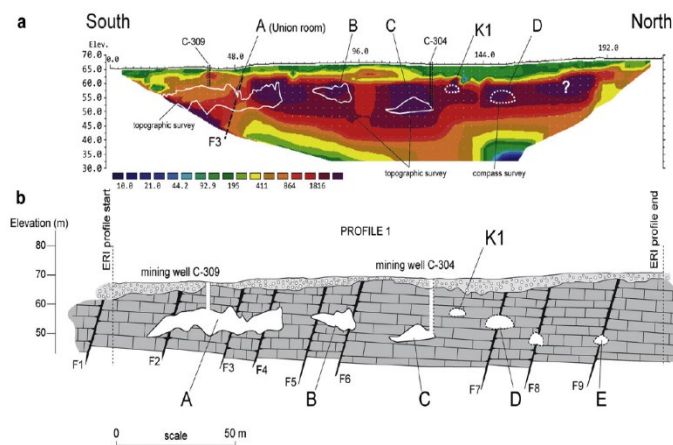 a
South
A (Union room)
B
C
K1
D
North
C-309
C-304
Elev.
0.0
48.0
96.0
144.0
192.0
70.0
65.0
60.0
55.0
50.0
45.0
40.0
35.0
30.0
?
topographic survey
F3
topographic survey
compass survey
10.0 21.0 44.2 92.9 195 411 864 1816
b
Elevation (m)
ERI profile start
PROFILE 1
ERI profile end
80
70
60
50
mining well C-309
mining well C-304
K1
F1
F2
F3
F4
F5
F6
F7
F8
F9
A
B
C
D
E
0
scale
50 m